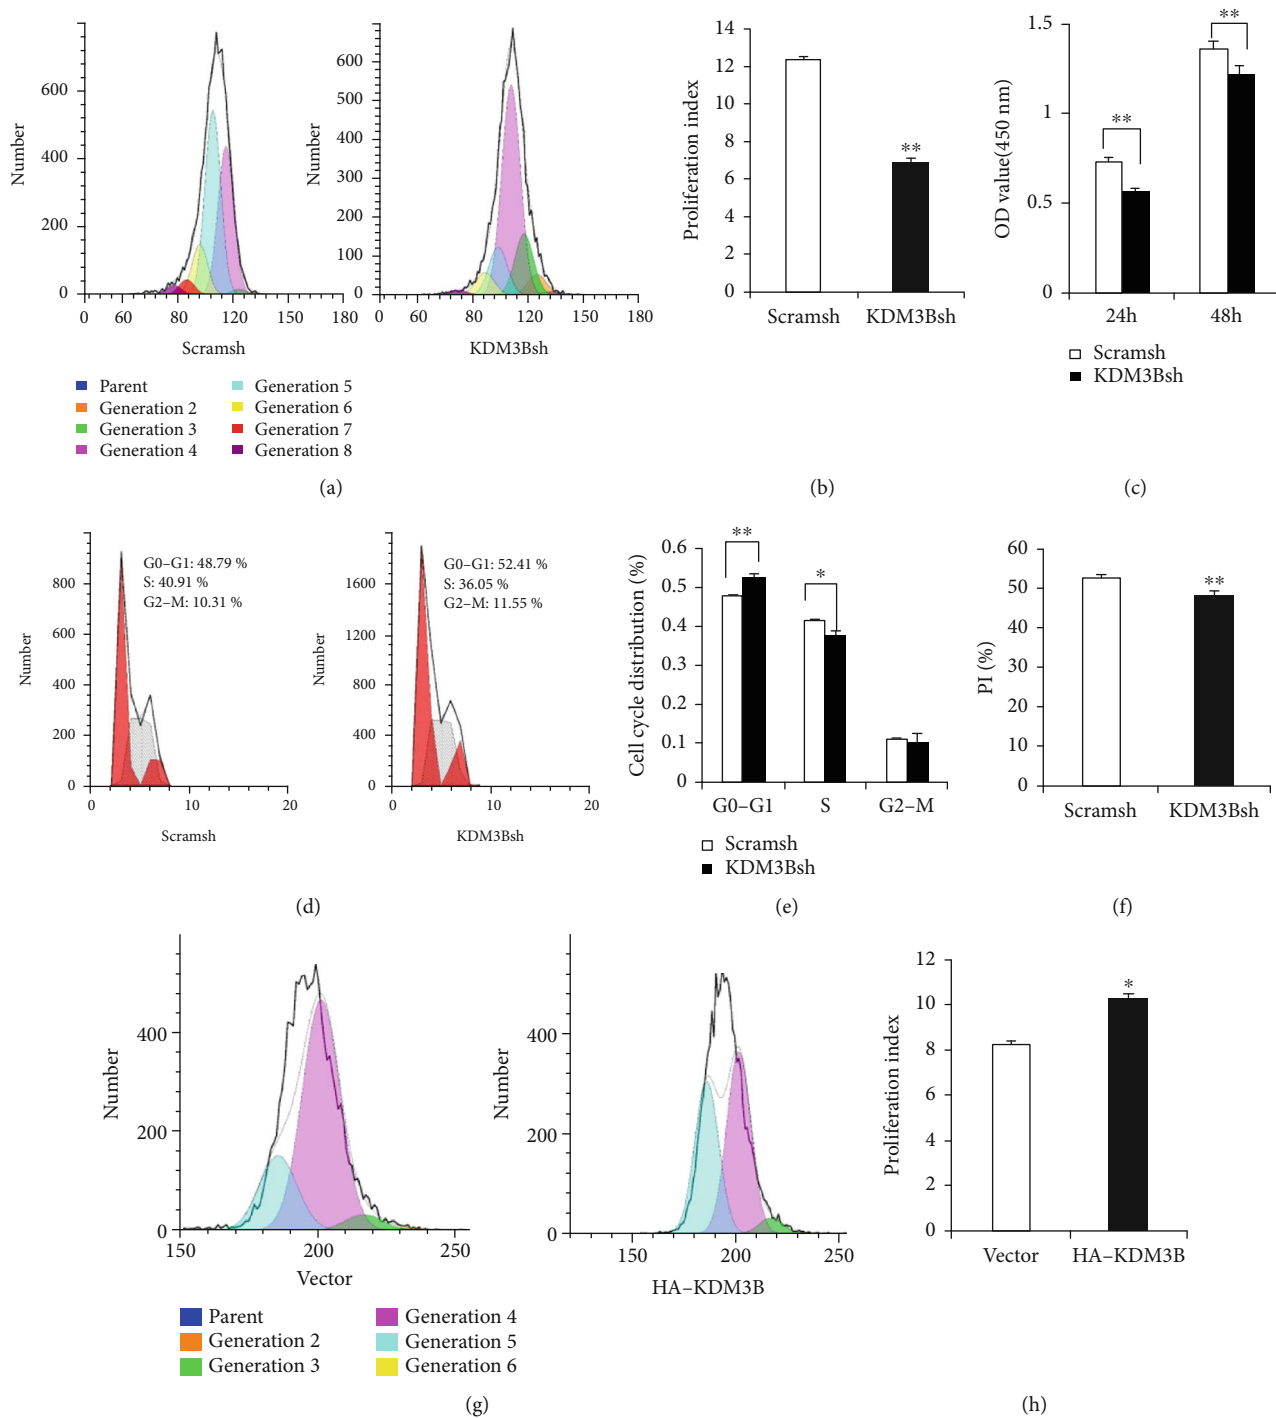 Number
800
600
400
200
0
0 60 80 120 150 180
Scramsh
Number
600
500
400
300
200
100
0
0 60 80 120 150 180
KDM3Bsh
Parent
Generation 2
Generation 3
Generation 4
Generation 5
Generation 6
Generation 7
Generation 8
(a)
Proliferation index
14
12
10
8
6
4
2
0
**
Scramsh KDM3Bsh
(b)
OD value(450 nm)
1.5
1
0.5
0
**
**
24h 48h
Scramsh
KDM3Bsh
(c)
Number
800
600
400
200
0
G0–G1: 48.79 %
S: 40.91 %
G2–M: 10.31 %
0 10 20
Scramsh
Number
1600
1200
800
400
0
G0–G1: 52.41 %
S: 36.05 %
G2–M: 11.55 %
0 10 20
KDM3Bsh
(d)
Cell cycle distribution (%)
0.6
0.5
0.4
0.3
0.2
0.1
0
**
*
G0–G1 S G2–M
Scramsh
KDM3Bsh
(e)
PI (%)
60
50
40
30
20
10
0
**
Scramsh KDM3Bsh
(f)
Number
400
200
0
150 200 250
Vector
Number
400
200
0
150 200 250
HA–KDM3B
Parent
Generation 2
Generation 3
Generation 4
Generation 5
Generation 6
(g)
Proliferation index
12
10
8
6
4
2
0
*
Vector HA–KDM3B
(h)